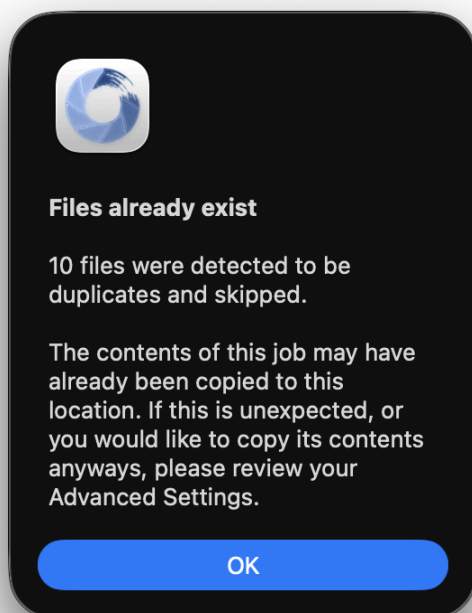 Files already exist
10 files were detected to be
duplicates and skipped.
The contents of this job may have
already been copied to this
location. If this is unexpected, or
you would like to copy its contents
anyways, please review your
Advanced Settings.
OK